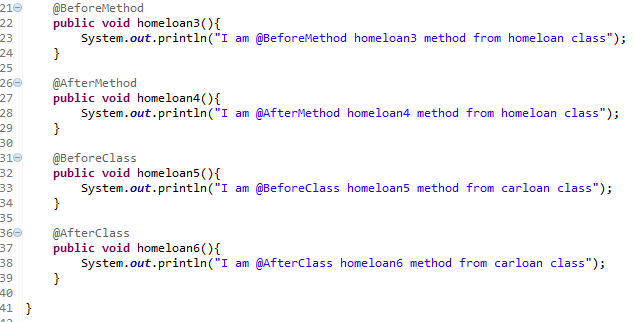 21 @BeforeMethod
22 public void homeloan3(){
23 System.out.println("I am @BeforeMethod homeloan3 method from homeloan class");
24 }
25
26 @AfterMethod
27 public void homeloan4(){
28 System.out.println("I am @AfterMethod homeloan4 method from homeloan class");
29 }
30
31 @BeforeClass
32 public void homeloan5(){
33 System.out.println("I am @BeforeClass homeloan5 method from carloan class");
34 }
35
36 @AfterClass
37 public void homeloan6(){
38 System.out.println("I am @AfterClass homeloan6 method from carloan class");
39 }
40
41 }